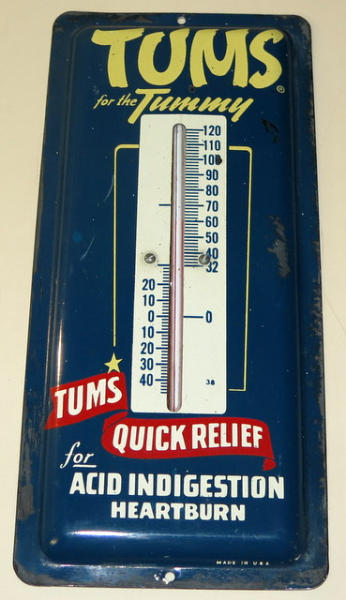 TUMS®
for the Tummy
120
110
100
90
80
70
60
50
40
32
20
10
0 0
10
20
30
40
38
TUMS
QUICK RELIEF
for
ACID INDIGESTION
HEARTBURN
MADE IN U.S.A.